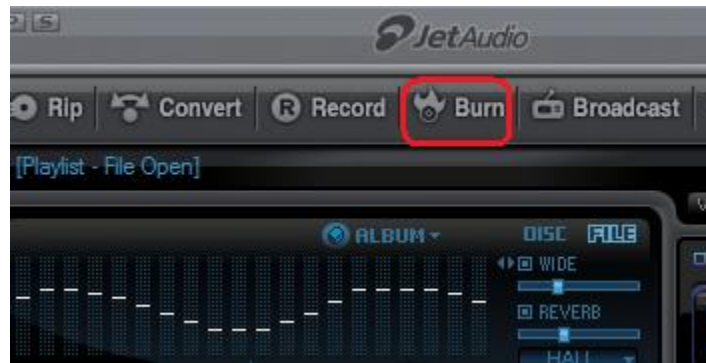 P S
JetAudio
Rip Convert Record Burn Broadcast
[Playlist - File Open]
ALBUM DISC FILE
WIDE
REVERB
HALL